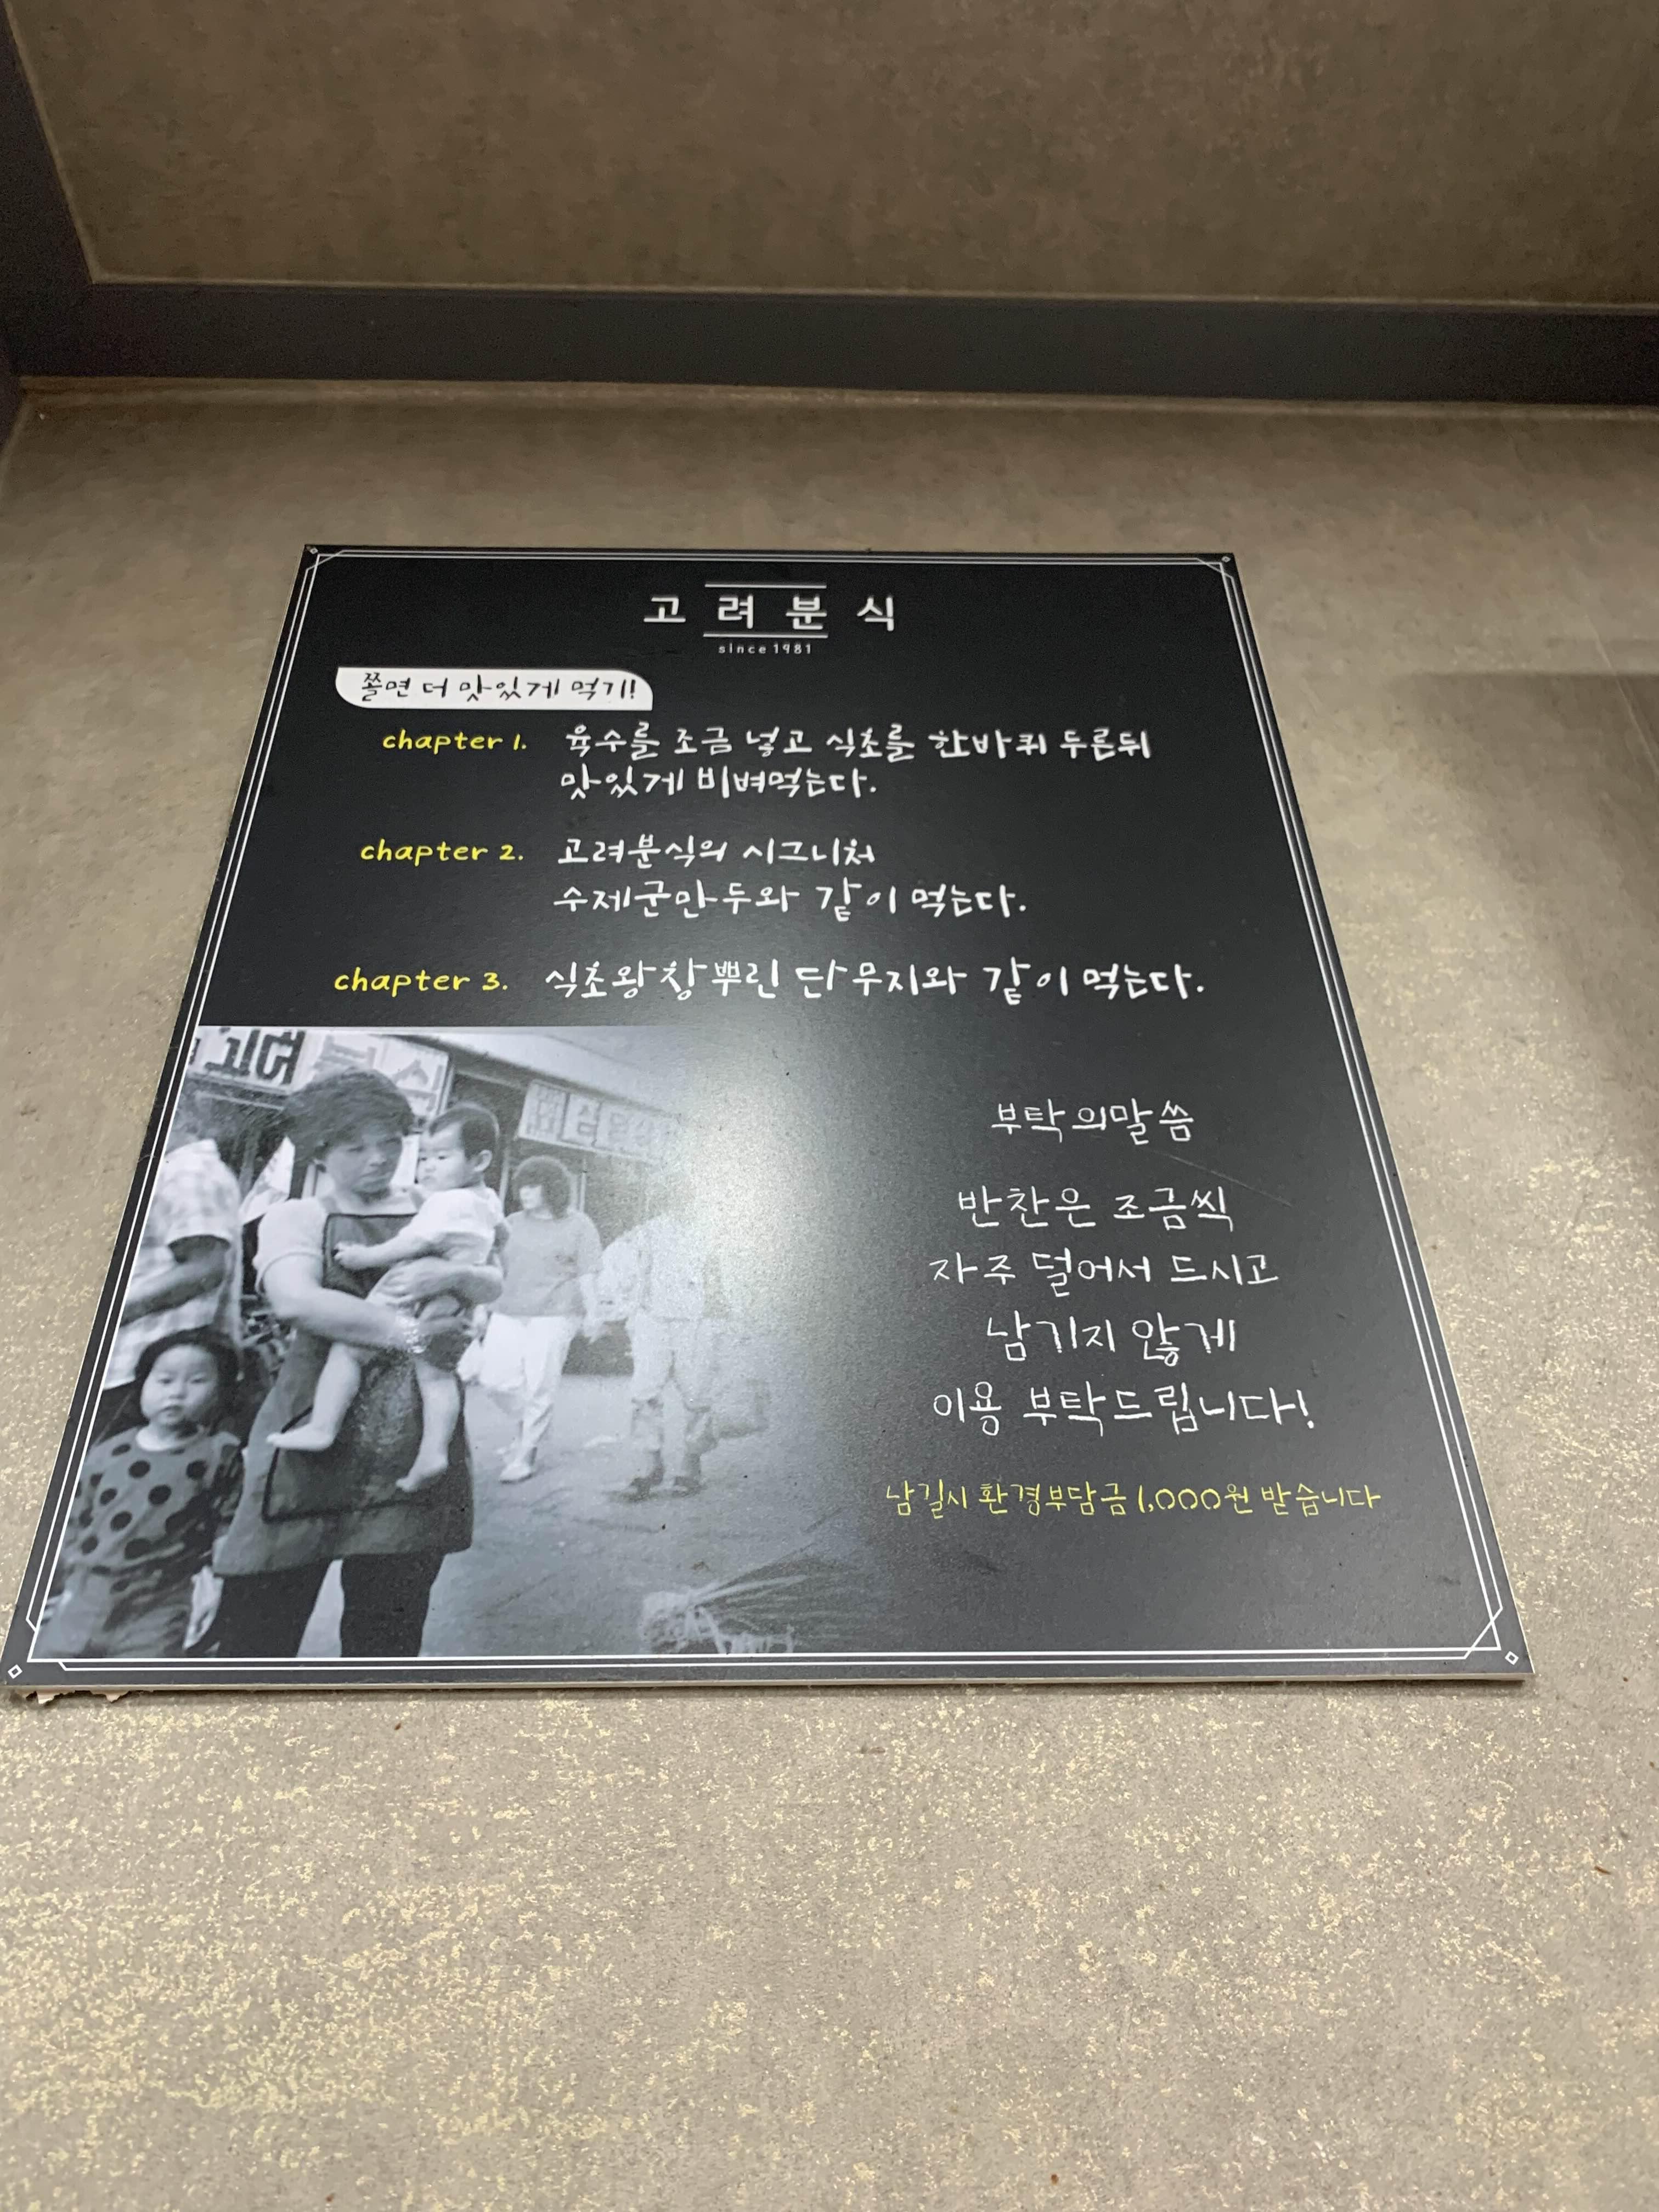 고려분식
since 1981
쫄면 더 맛있게 먹기!
chapter 1. 육수를 조금 넣고 식초를 한바퀴 두른뒤
맛있게 비벼먹는다.
chapter 2. 고려분식의 시그니처
수제군만두와 같이 먹는다.
chapter 3. 식초왕창뿌린 단무지와 같이 먹는다.
부탁의말씀
반찬은 조금씩
자주 덜어서 드시고
남기지 않게
이용 부탁드립니다!
남길시 환경부담금 1,000원 받습니다